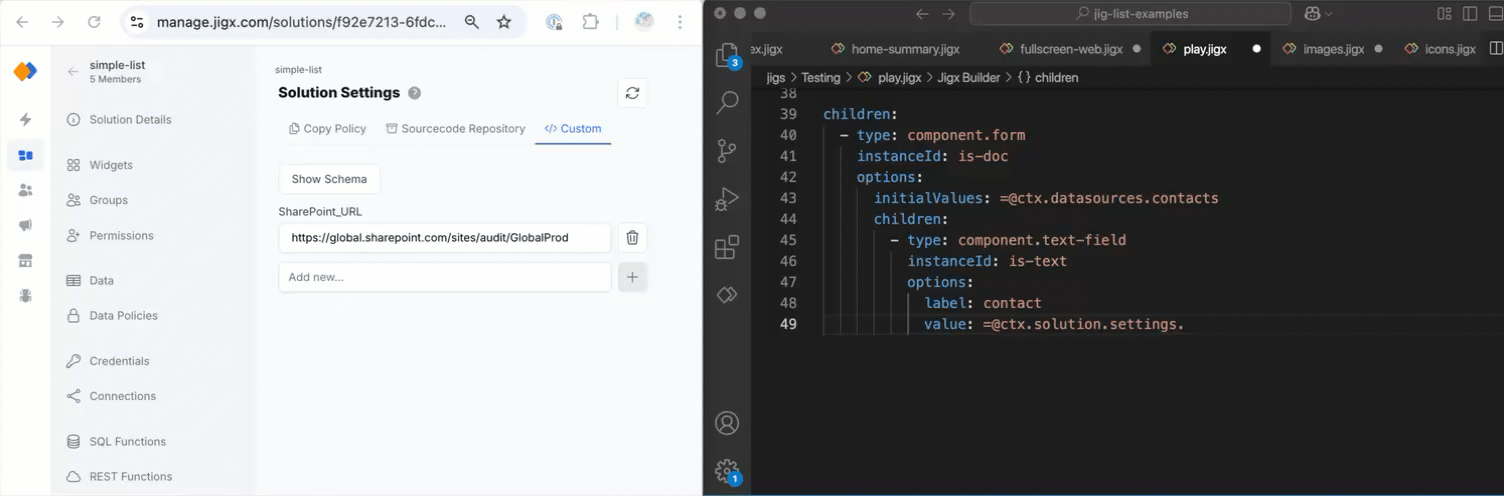 manage.jigx.com/solutions/f92e7213-6fdc...
simple-list
5 Members
Solution Details
Widgets
Groups
Permissions
Data
Data Policies
Credentials
Connections
SQL Functions
REST Functions
simple-list
Solution Settings ?
Copy Policy
Sourcecode Repository
</> Custom
Show Schema
SharePoint_URL
https://global.sharepoint.com/sites/audit/GlobalProd
Add new...
jig-list-examples
ex.jigx
home-summary.jigx
fullscreen-web.jigx
play.jigx
images.jigx
icons.jigx
jigs > Testing > play.jigx > Jigx Builder > {} children
3
1
38
39 children:
40 - type: component.form
41 instanceId: is-doc
42 options:
43 initialValues: =@ctx.datasources.contacts
44 children:
45 - type: component.text-field
46 instanceId: is-text
47 options:
48 label: contact
49 value: =@ctx.solution.settings.